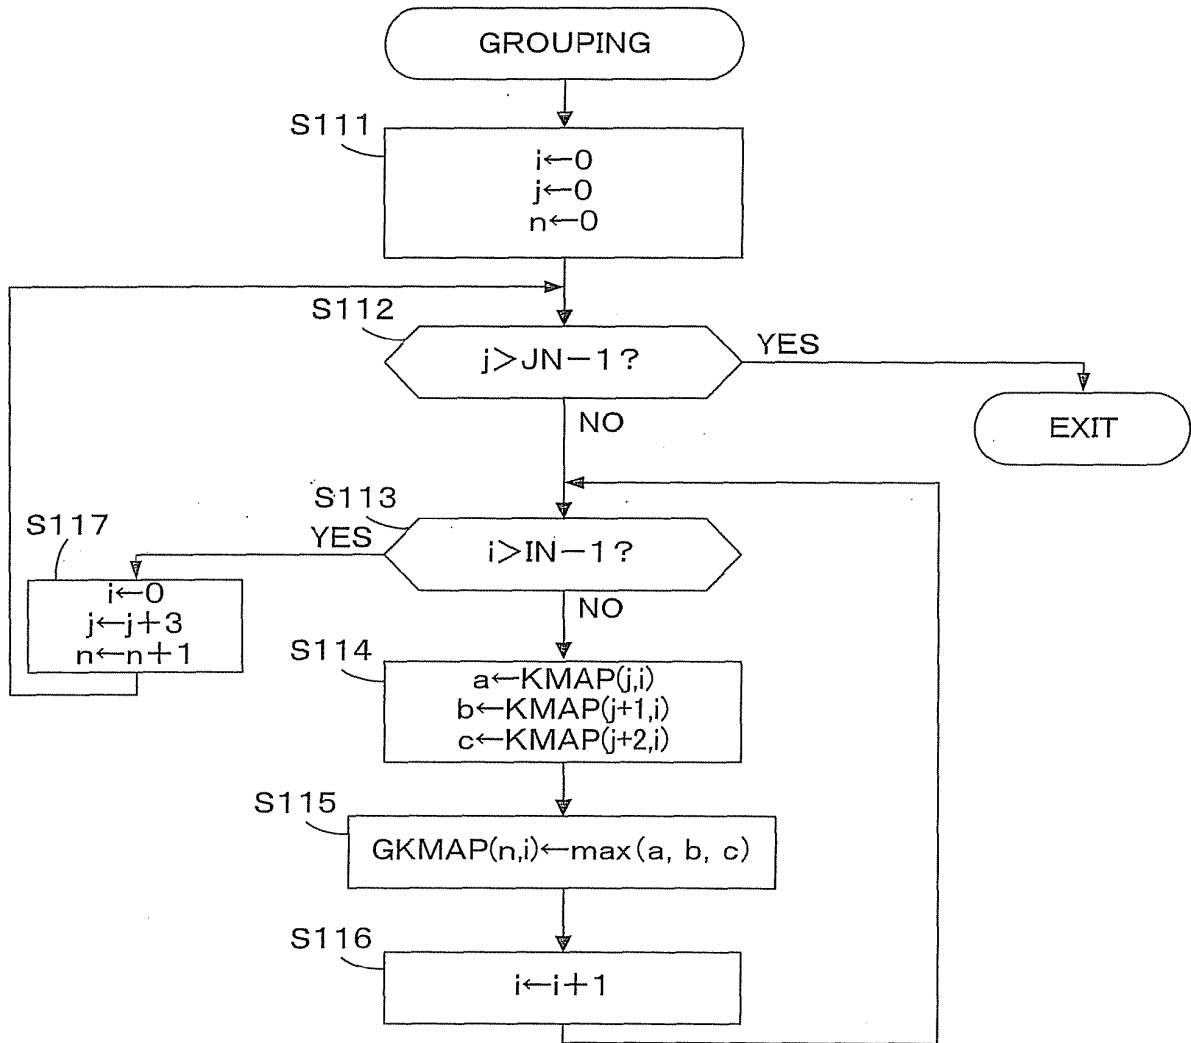 GROUPING
S111
i←0
j←0
n←0
S112
j>JN−1?
YES
EXIT
NO
S113
i>IN−1?
YES
S117
i←0
j←j+3
n←n+1
NO
S114
a←KMAP(j,i)
b←KMAP(j+1,i)
c←KMAP(j+2,i)
S115
GKMAP(n,i)←max(a, b, c)
S116
i←i+1